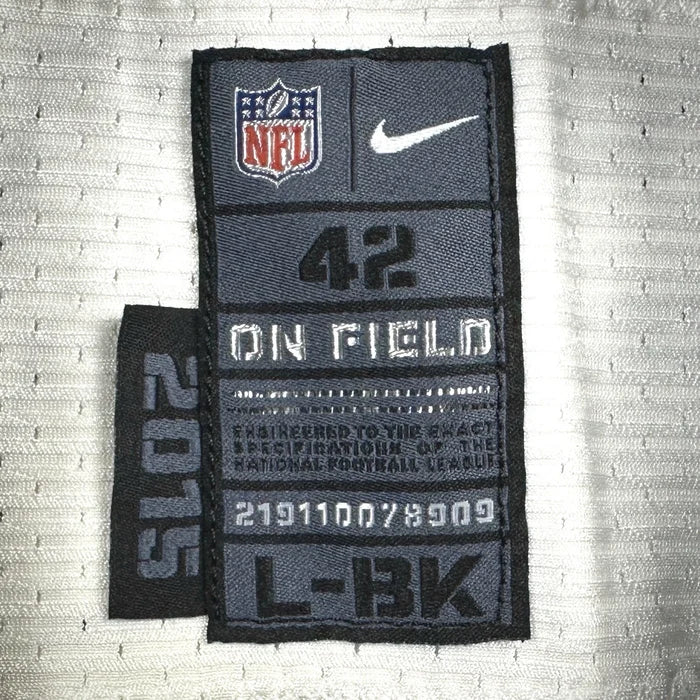 NFL
42
ON FIELD
ENGINEERED TO THE EXACT
SPECIFICATIONS OF THE
NATIONAL FOOTBALL LEAGUE
219110078909
L-BK
2015